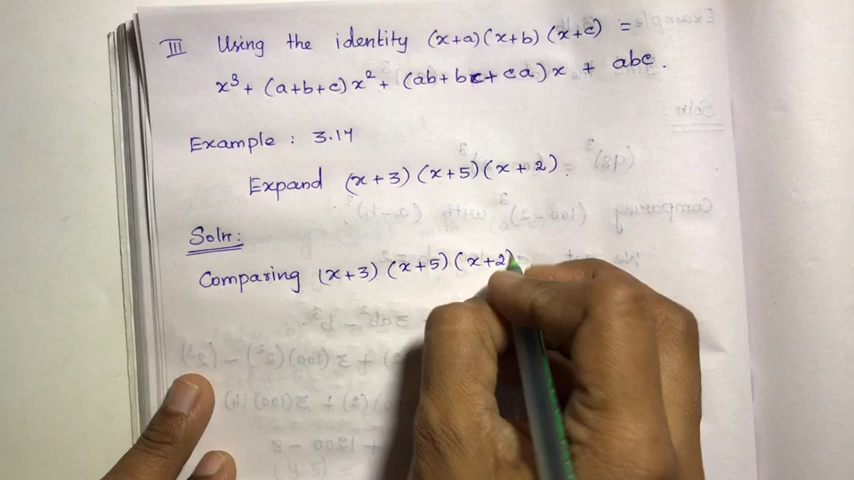 III Using the identity (x+a)(x+b)(x+c) =
x³ + (a+b+c)x² + (ab+bc+ca)x + abc.
Example : 3.14
Expand (x+3)(x+5)(x+2).
Soln:
Comparing (x+3)(x+5)(x+2)